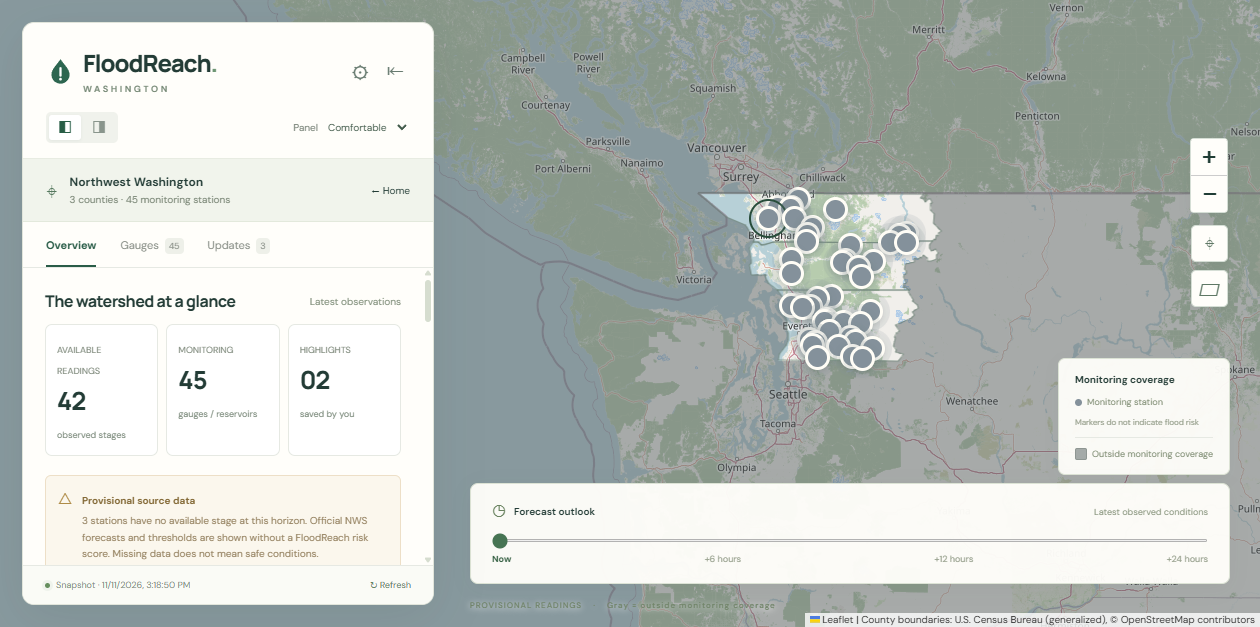 FloodReach.
WASHINGTON
Panel Comfortable
Northwest Washington
3 counties · 45 monitoring stations
← Home
Overview
Gauges 45
Updates 3
The watershed at a glance
Latest observations
AVAILABLE
READINGS
42
observed stages
MONITORING
45
gauges / reservoirs
HIGHLIGHTS
02
saved by you
Provisional source data
3 stations have no available stage at this horizon. Official NWS
forecasts and thresholds are shown without a FloodReach risk
score. Missing data does not mean safe conditions.
Snapshot · 11/11/2026, 3:18:50 PM
↻ Refresh
Vernon
Merritt
Campbell
River
Powell
River
Kelowna
Squamish
Courtenay
Penticton
Parksville
Vancouver
Nanaimo
Port Alberni
Surrey
Chilliwack
Victoria
Seattle
Wenatchee
Tacoma
Olympia
+
−
Monitoring coverage
Monitoring station
Markers do not indicate flood risk
Outside monitoring coverage
Forecast outlook
Latest observed conditions
Now
+6 hours
+12 hours
+24 hours
PROVISIONAL READINGS
Gray = outside monitoring coverage
Leaflet | County boundaries: U.S. Census Bureau (generalized), © OpenStreetMap contributors